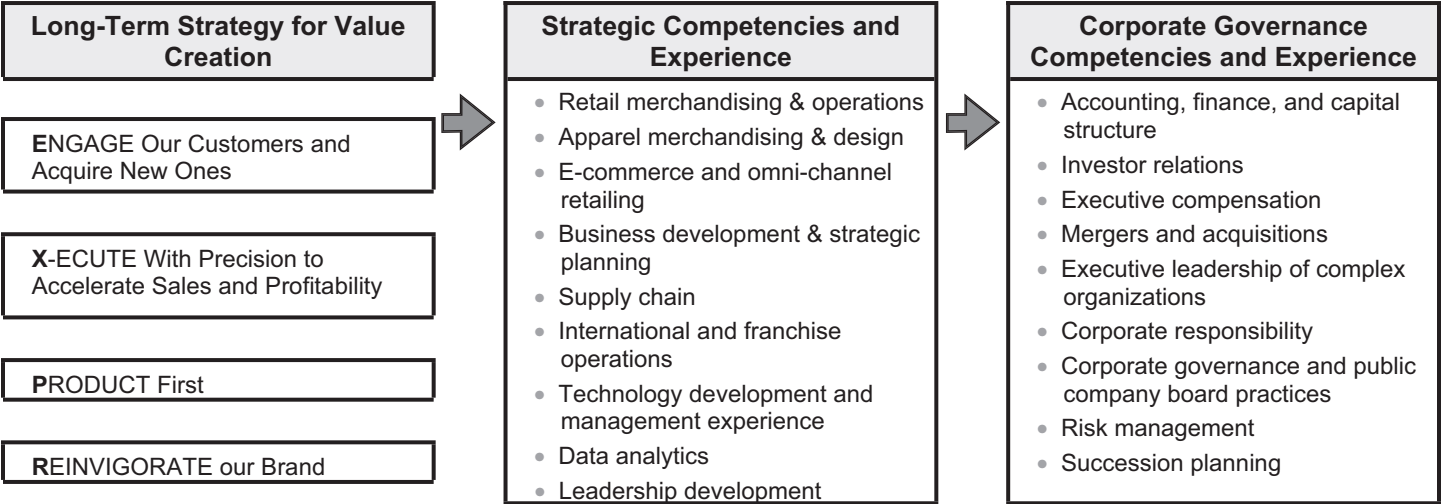 Long-Term Strategy for Value
Creation
ENGAGE Our Customers and
Acquire New Ones
X-ECUTE With Precision to
Accelerate Sales and Profitability
PRODUCT First
REINVIGORATE our Brand
Strategic Competencies and
Experience
• Retail merchandising & operations
• Apparel merchandising & design
• E-commerce and omni-channel
retailing
• Business development & strategic
planning
• Supply chain
• International and franchise
operations
• Technology development and
management experience
• Data analytics
• Leadership development
Corporate Governance
Competencies and Experience
• Accounting, finance, and capital
structure
• Investor relations
• Executive compensation
• Mergers and acquisitions
• Executive leadership of complex
organizations
• Corporate responsibility
• Corporate governance and public
company board practices
• Risk management
• Succession planning